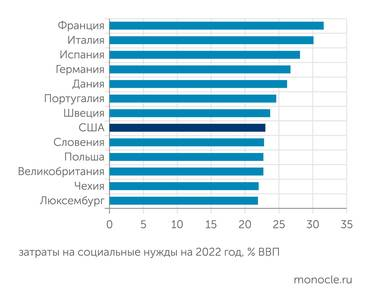 Франция
Италия
Испания
Германия
Дания
Португалия
Швеция
США
Словения
Польша
Великобритания
Чехия
Люксембург
0 5 10 15 20 25 30 35
затраты на социальные нужды на 2022 год, % ВВП
monocle.ru